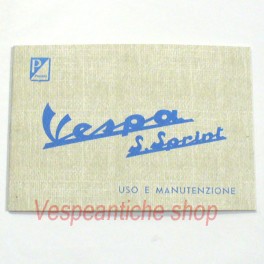 P
Vespa
S. Sprint
USO E MANUTENZIONE
Vespeantiche shop